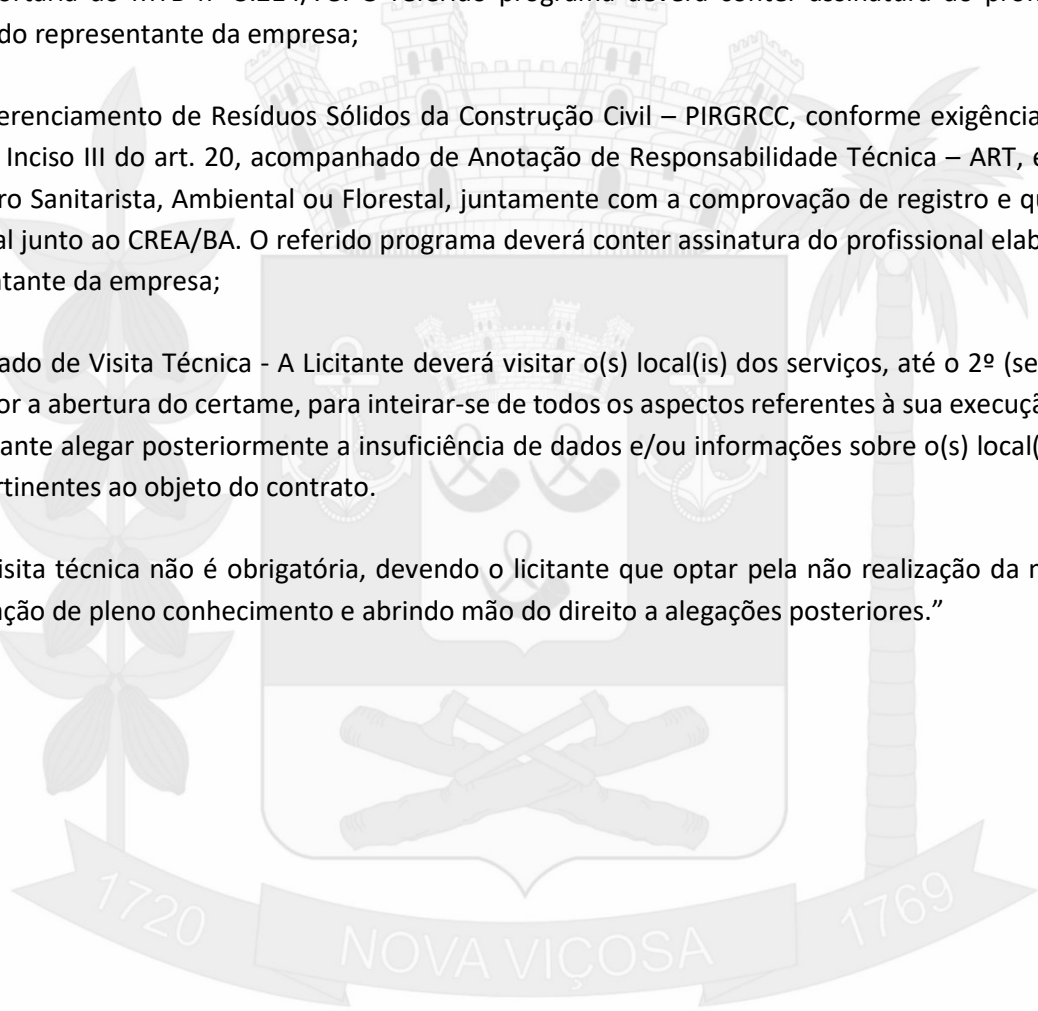 do representante da empresa;
erenciamento de Resíduos Sólidos da Construção Civil – PIRGRCC, conforme exigência
Inciso III do art. 20, acompanhado de Anotação de Responsabilidade Técnica – ART, e
ro Sanitarista, Ambiental ou Florestal, juntamente com a comprovação de registro e qu
al junto ao CREA/BA. O referido programa deverá conter assinatura do profissional elab
tante da empresa;
ado de Visita Técnica - A Licitante deverá visitar o(s) local(is) dos serviços, até o 2º (se
or a abertura do certame, para inteirar-se de todos os aspectos referentes à sua execuçã
ante alegar posteriormente a insuficiência de dados e/ou informações sobre o(s) local(
rtinentes ao objeto do contrato.
isita técnica não é obrigatória, devendo o licitante que optar pela não realização da
ação de pleno conhecimento e abrindo mão do direito a alegações posteriores.”
1720 NOVA VIÇOSA 1769